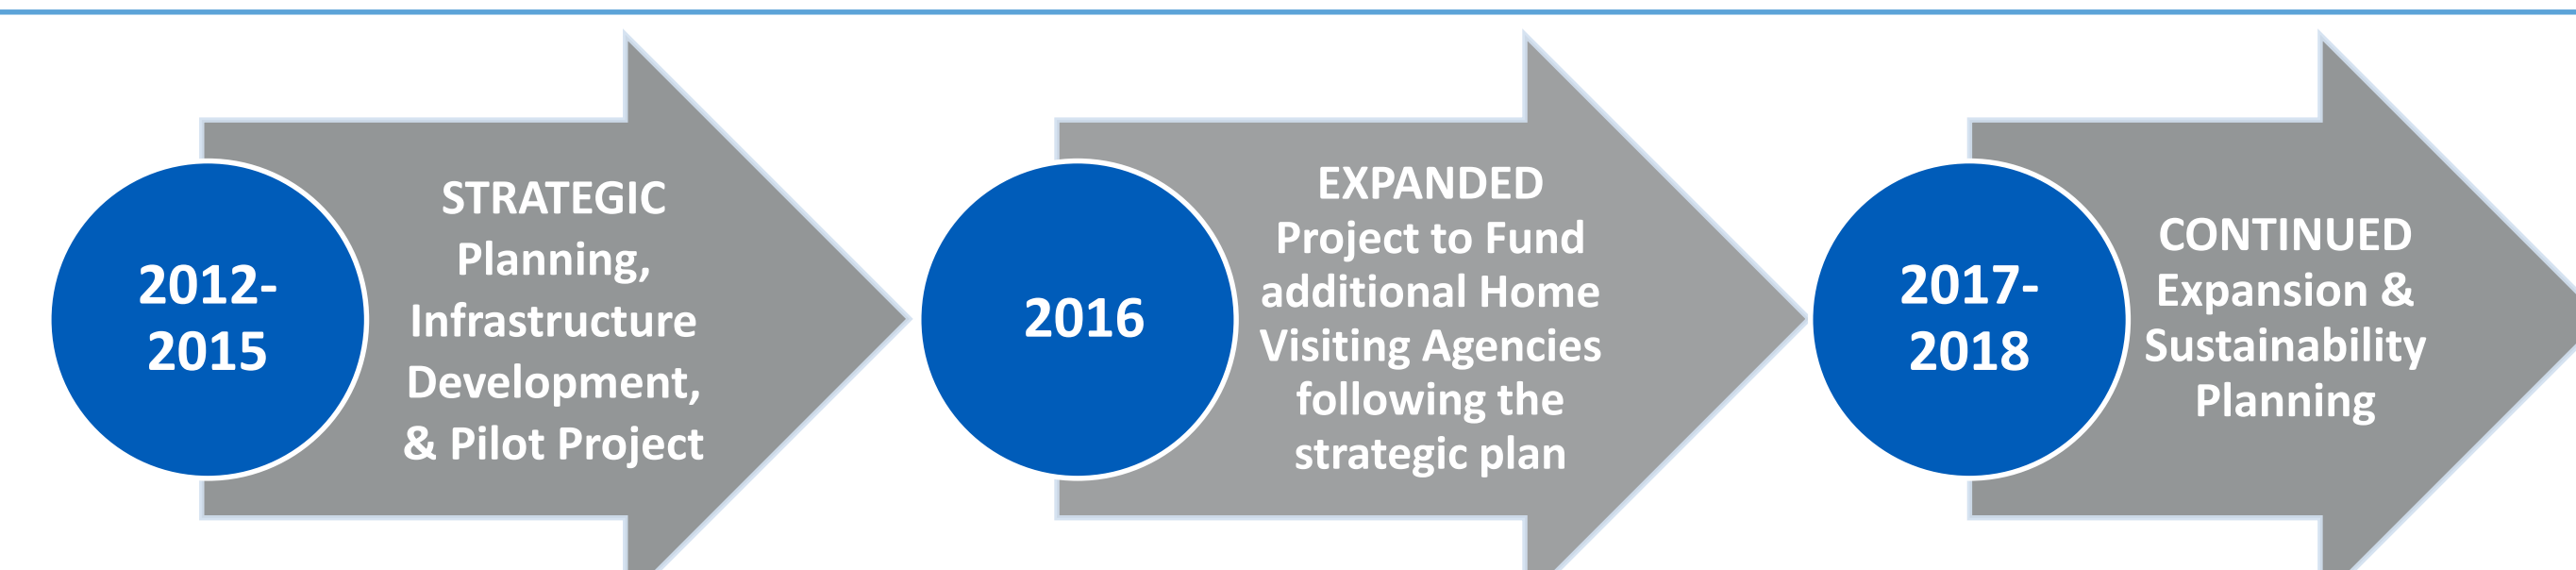 2012-
2015
STRATEGIC
Planning,
Infrastructure
Development,
& Pilot Project
2016
EXPANDED
Project to Fund
additional Home
Visiting Agencies
following the
strategic plan
2017-
2018
CONTINUED
Expansion &
Sustainability
Planning